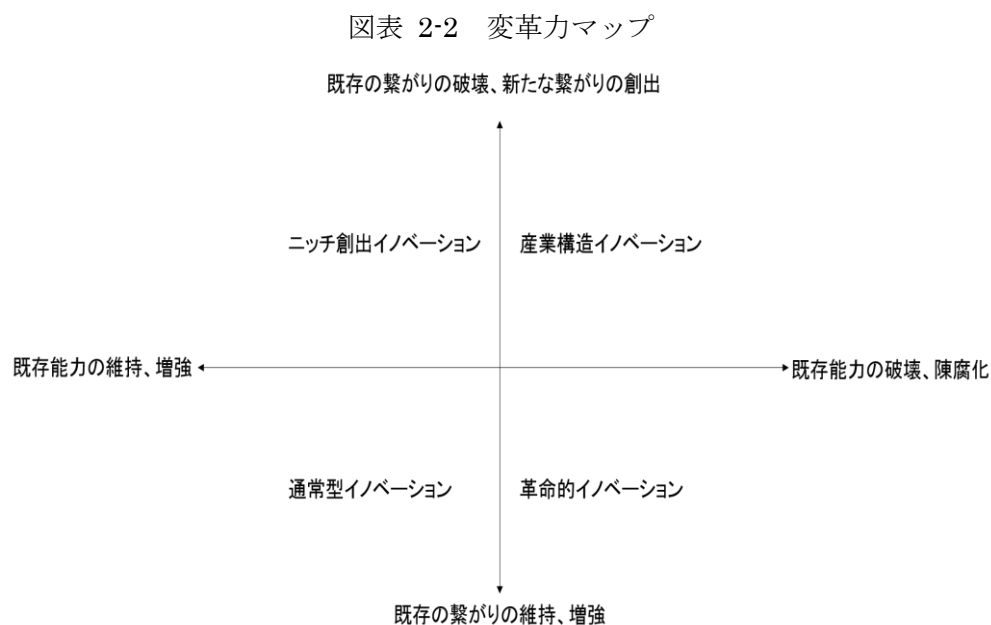 図表 2-2 変革力マップ
既存の繋がりの破壊、新たな繋がりの創出
ニッチ創出イノベーション
産業構造イノベーション
既存能力の維持、増強
既存能力の破壊、陳腐化
通常型イノベーション
革命的イノベーション
既存の繋がりの維持、増強